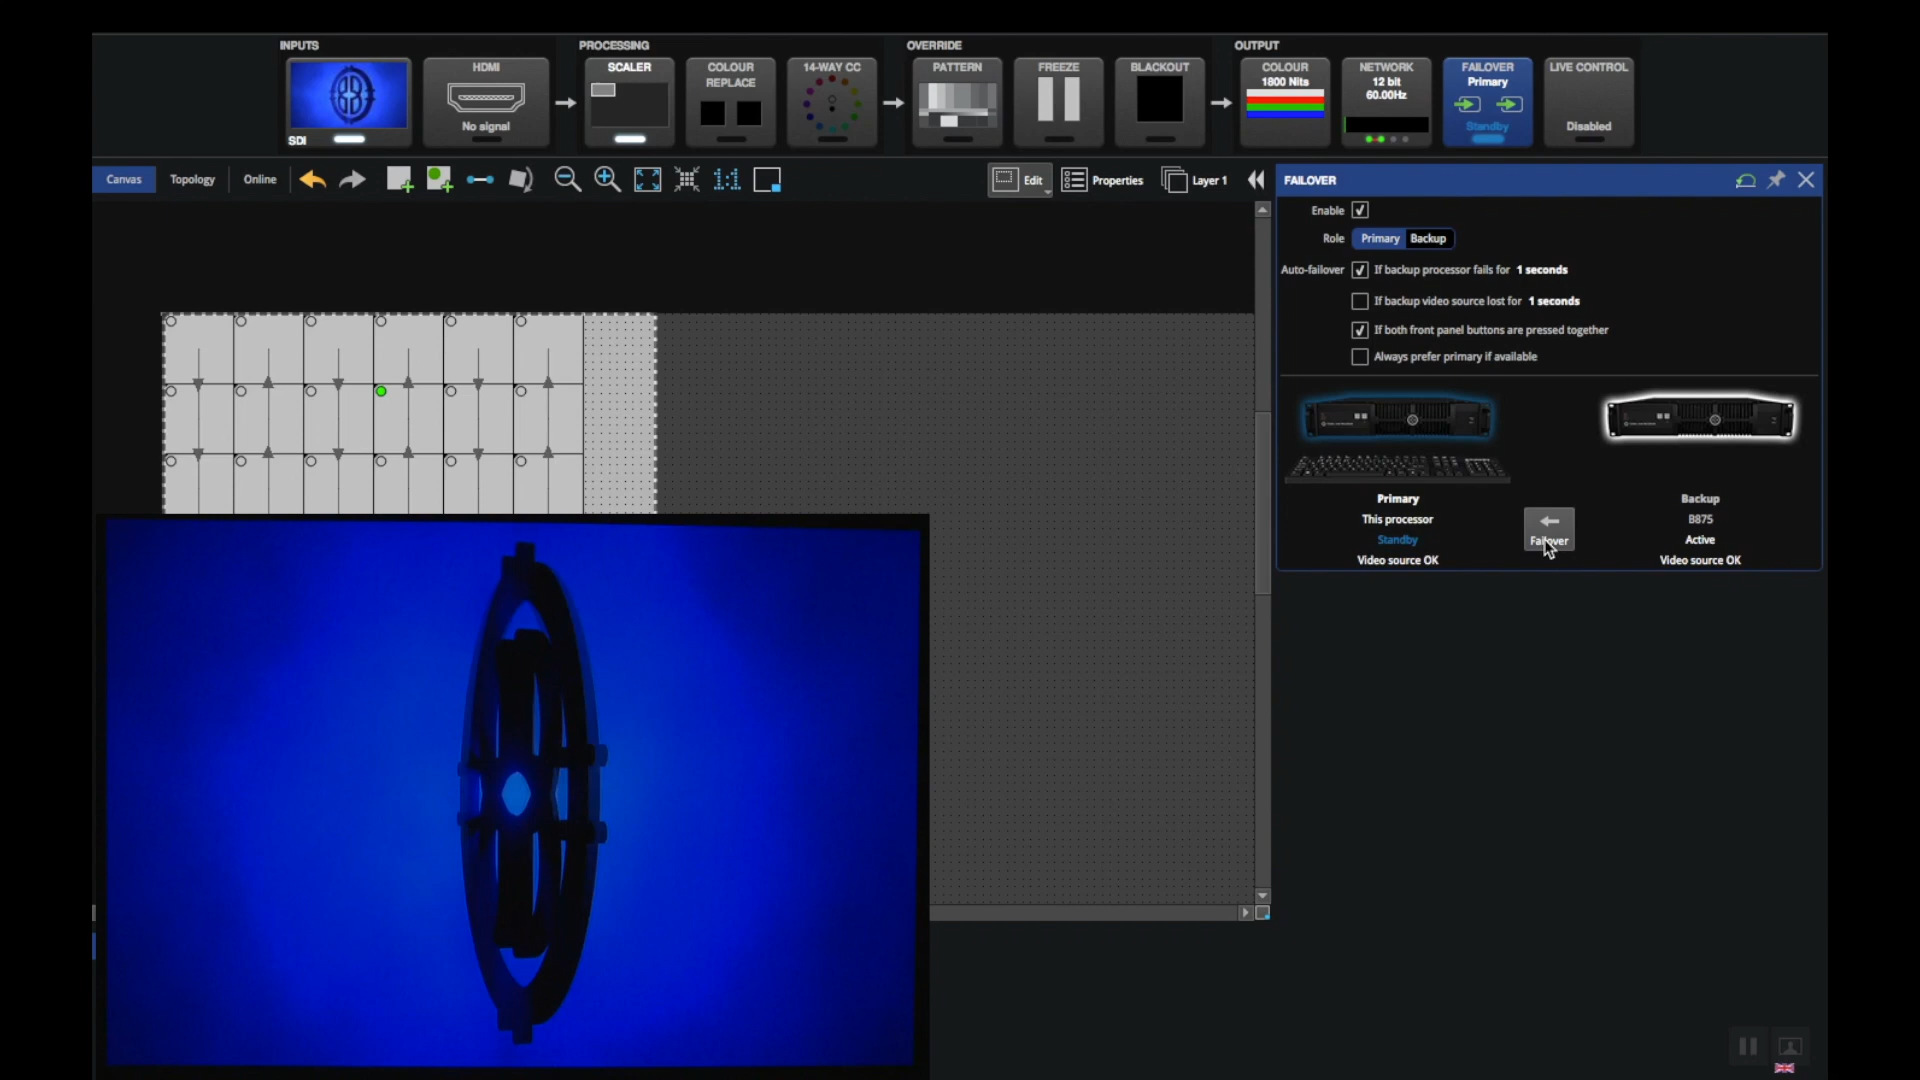 INPUTS
PROCESSING
OVERRIDE
OUTPUT
SDI
HDMI
No signal
SCALER
COLOUR
REPLACE
14-WAY CC
PATTERN
FREEZE
BLACKOUT
COLOUR
1800 Nits
NETWORK
12 bit
60.00Hz
FAILOVER
Primary
Standby
LIVE CONTROL
Disabled
Canvas
Topology
Online
1:1
Edit
Properties
Layer 1
FAILOVER
Enable
Role
Primary
Backup
Auto-failover
If backup processor fails for 1 seconds
If backup video source lost for 1 seconds
If both front panel buttons are pressed together
Always prefer primary if available
Primary
This processor
Standby
Video source OK
Failover
Backup
B875
Active
Video source OK